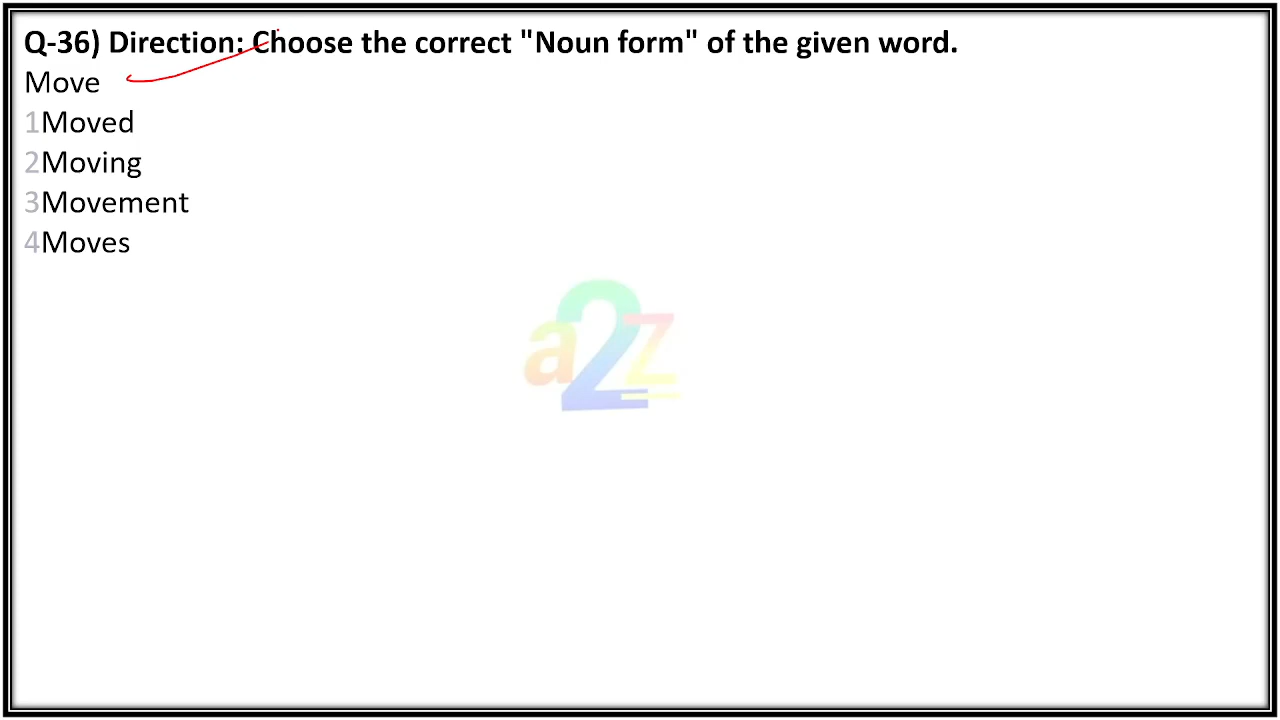 Q-36) Direction: Choose the correct "Noun form" of the given word.
Move
1Moved
2Moving
3Movement
4Moves
a2z